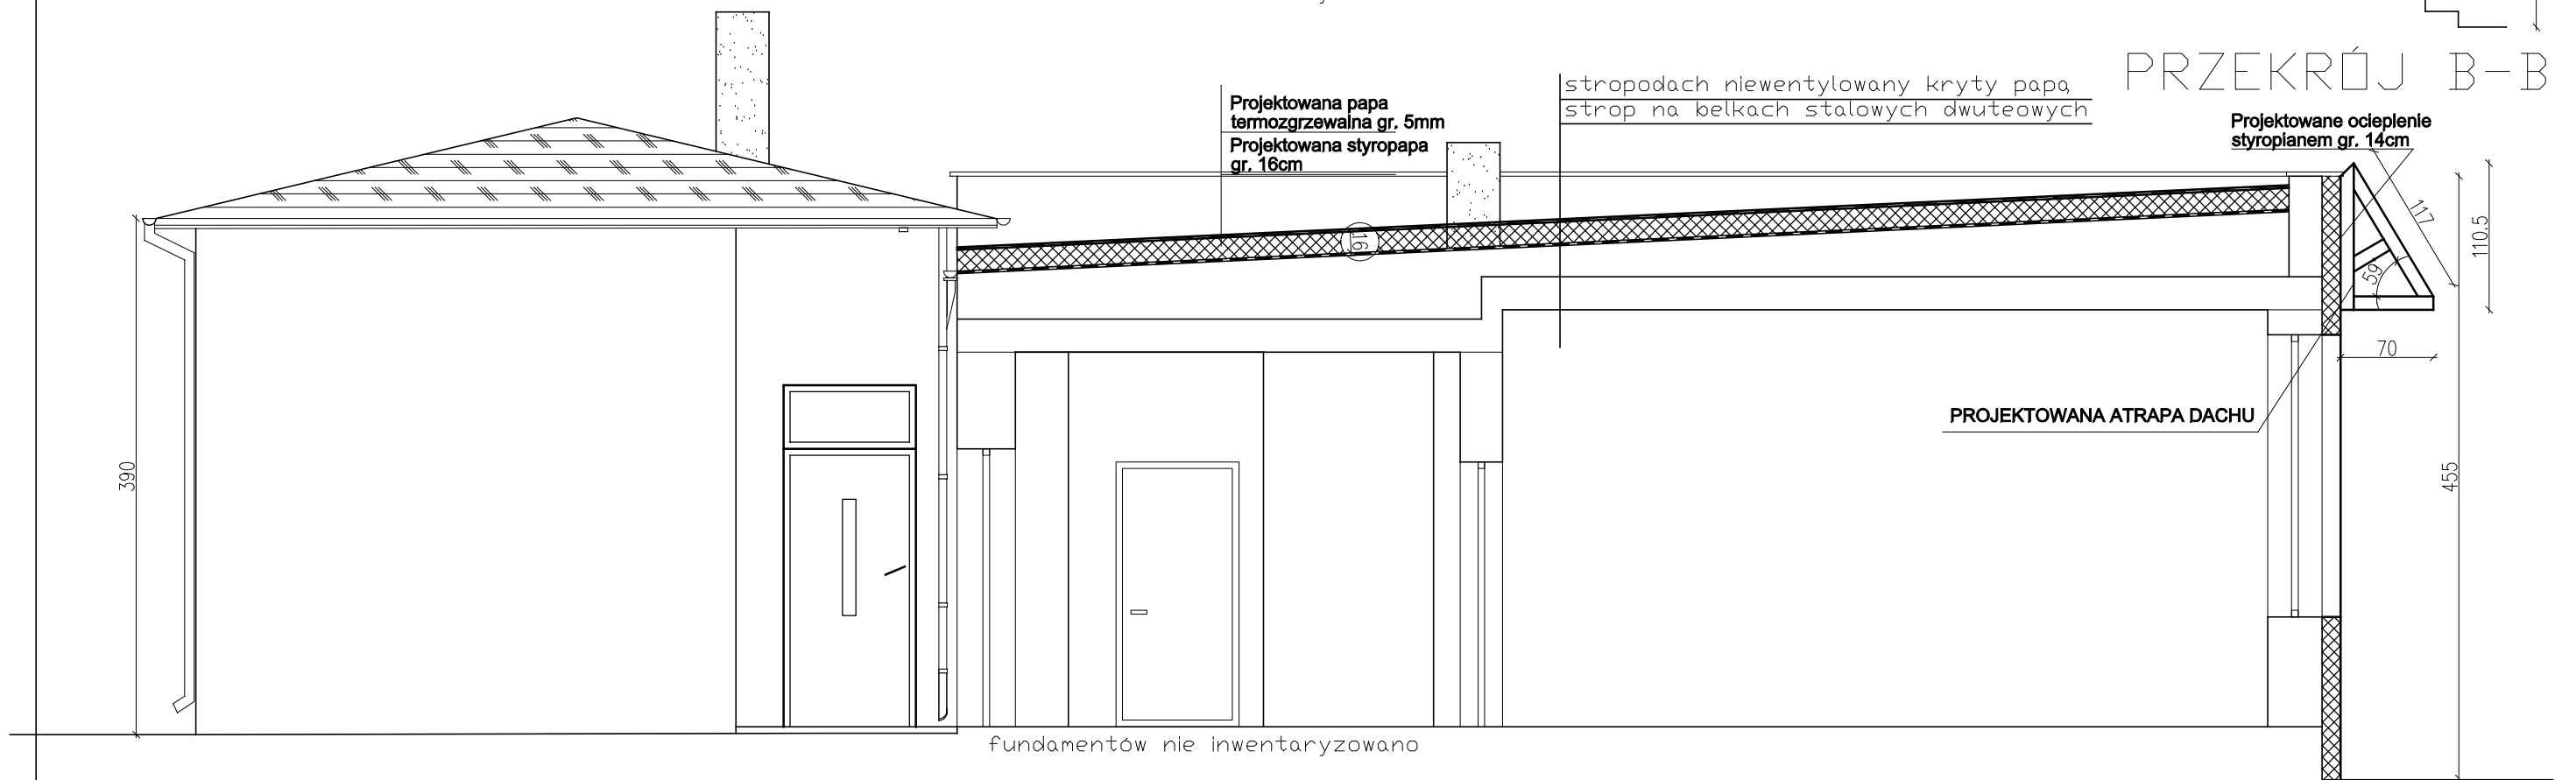 PRZEKRÓJ B-B
stropodach niewentylowany kryty papą
strop na belkach stalowych dwuteowych
Projektowana papa
termozgrzewalna gr. 5mm
Projektowana styropapa
gr. 16cm
Projektowane ocieplenie
styropianem gr. 14cm
16
117
110.5
59°
70
PROJEKTOWANA ATRAPA DACHU
390
455
fundamentów nie inwentaryzowano